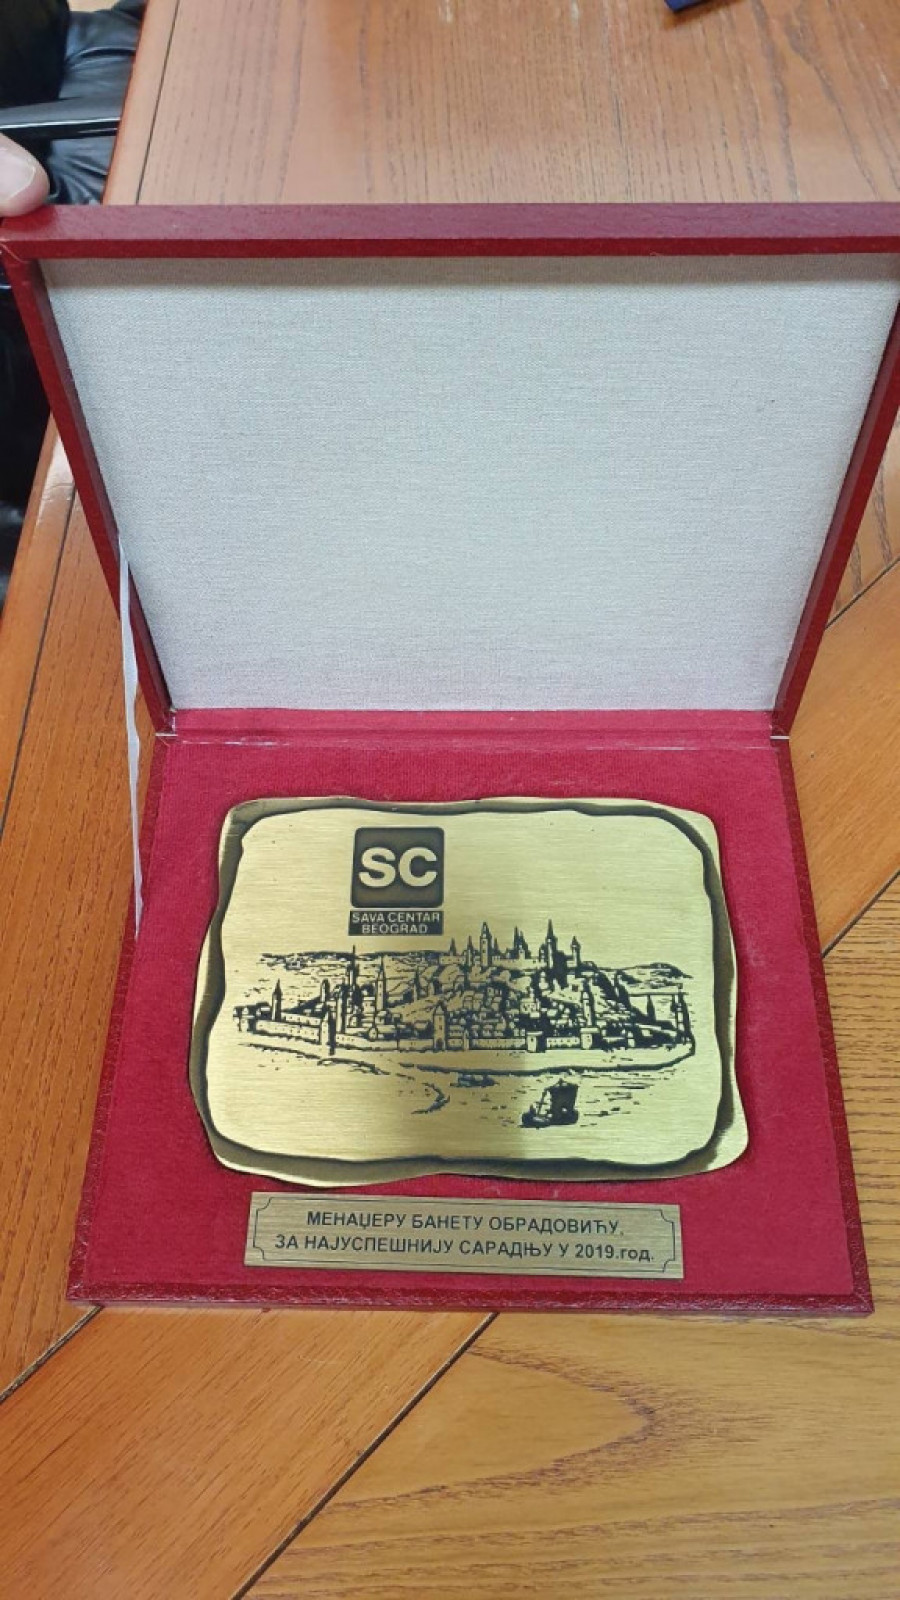 SC
SAVA CENTAR
BEOGRAD
МЕНАЏЕРУ БАНЕТУ ОБРАДОВИЋУ,
ЗА НАЈУСПЕШНИЈУ САРАДЊУ У 2019.год.